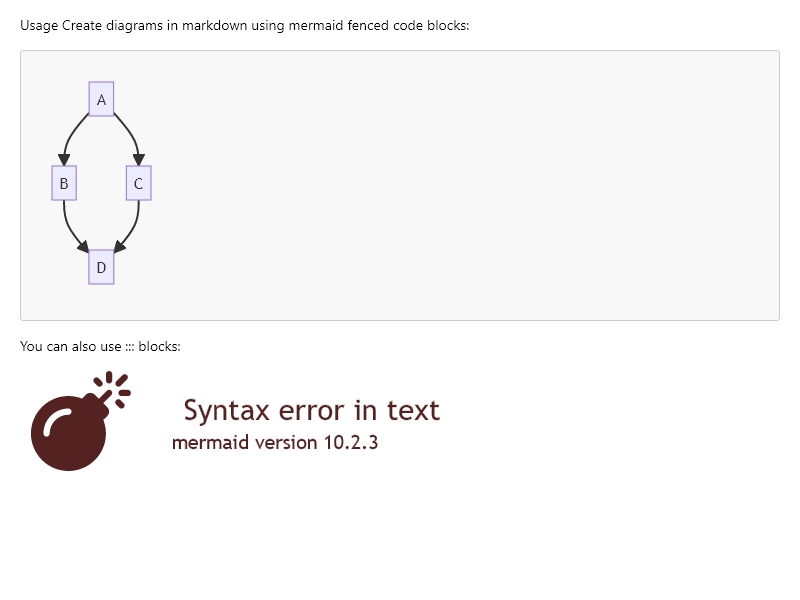 Usage Create diagrams in markdown using mermaid fenced code blocks:
A
B C
D
You can also use ::: blocks:
Syntax error in text
mermaid version 10.2.3